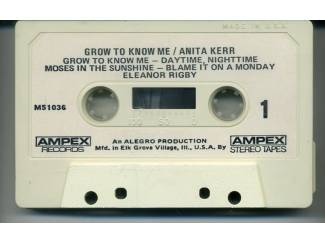 MADE IN U.S.A.
GROW TO KNOW ME / ANITA KERR
GROW TO KNOW ME – DAYTIME, NIGHTTIME
MOSES IN THE SUNSHINE – BLAME IT ON A MONDAY
ELEANOR RIGBY
M51036
1
AMPEX
RECORDS
An ALEGRO PRODUCTION
Mfd. in Elk Grove Village, Ill., U.S.A. By
AMPEX
STEREO TAPES